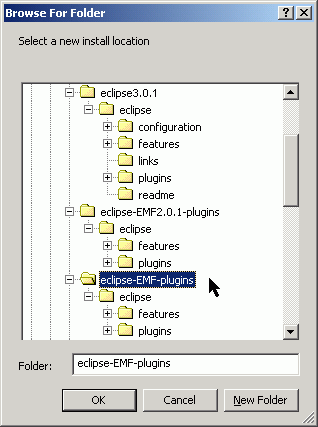 Browse For Folder
Select a new install location
eclipse3.0.1
eclipse
configuration
features
links
plugins
readme
eclipse-EMF2.0.1-plugins
eclipse
features
plugins
eclipse-EMF-plugins
eclipse
features
plugins
Folder: eclipse-EMF-plugins
OK Cancel New Folder